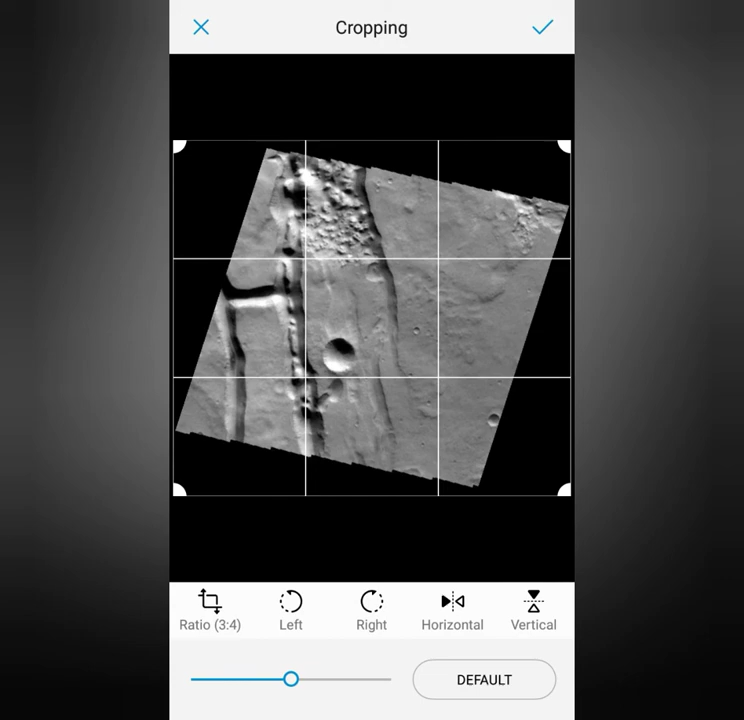 Cropping
Ratio (3:4)
Left
Right
Horizontal
Vertical
DEFAULT